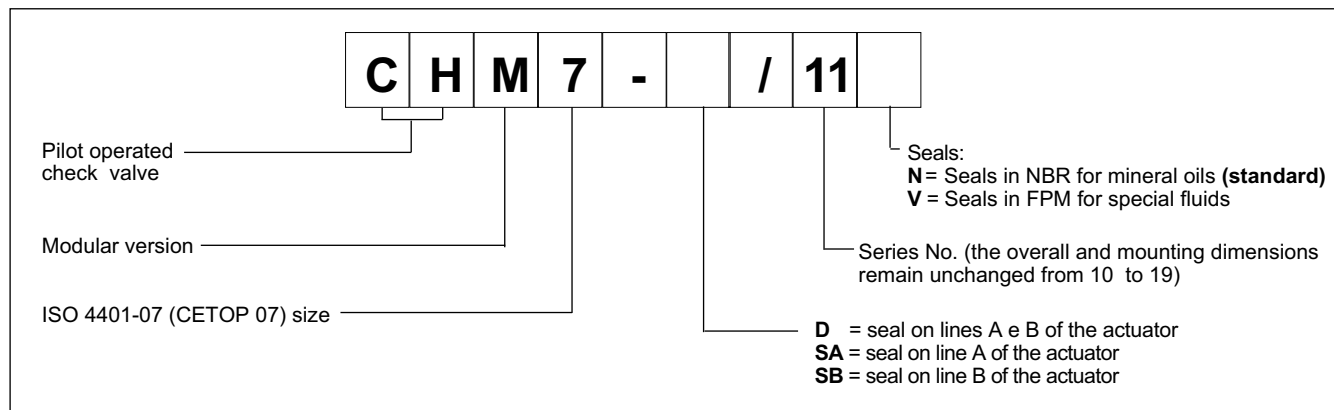 C H M 7 - / 11
Pilot operated
check valve
Modular version
ISO 4401-07 (CETOP 07) size
Seals:
N = Seals in NBR for mineral oils (standard)
V = Seals in FPM for special fluids
Series No. (the overall and mounting dimensions
remain unchanged from 10 to 19)
D = seal on lines A e B of the actuator
SA = seal on line A of the actuator
SB = seal on line B of the actuator